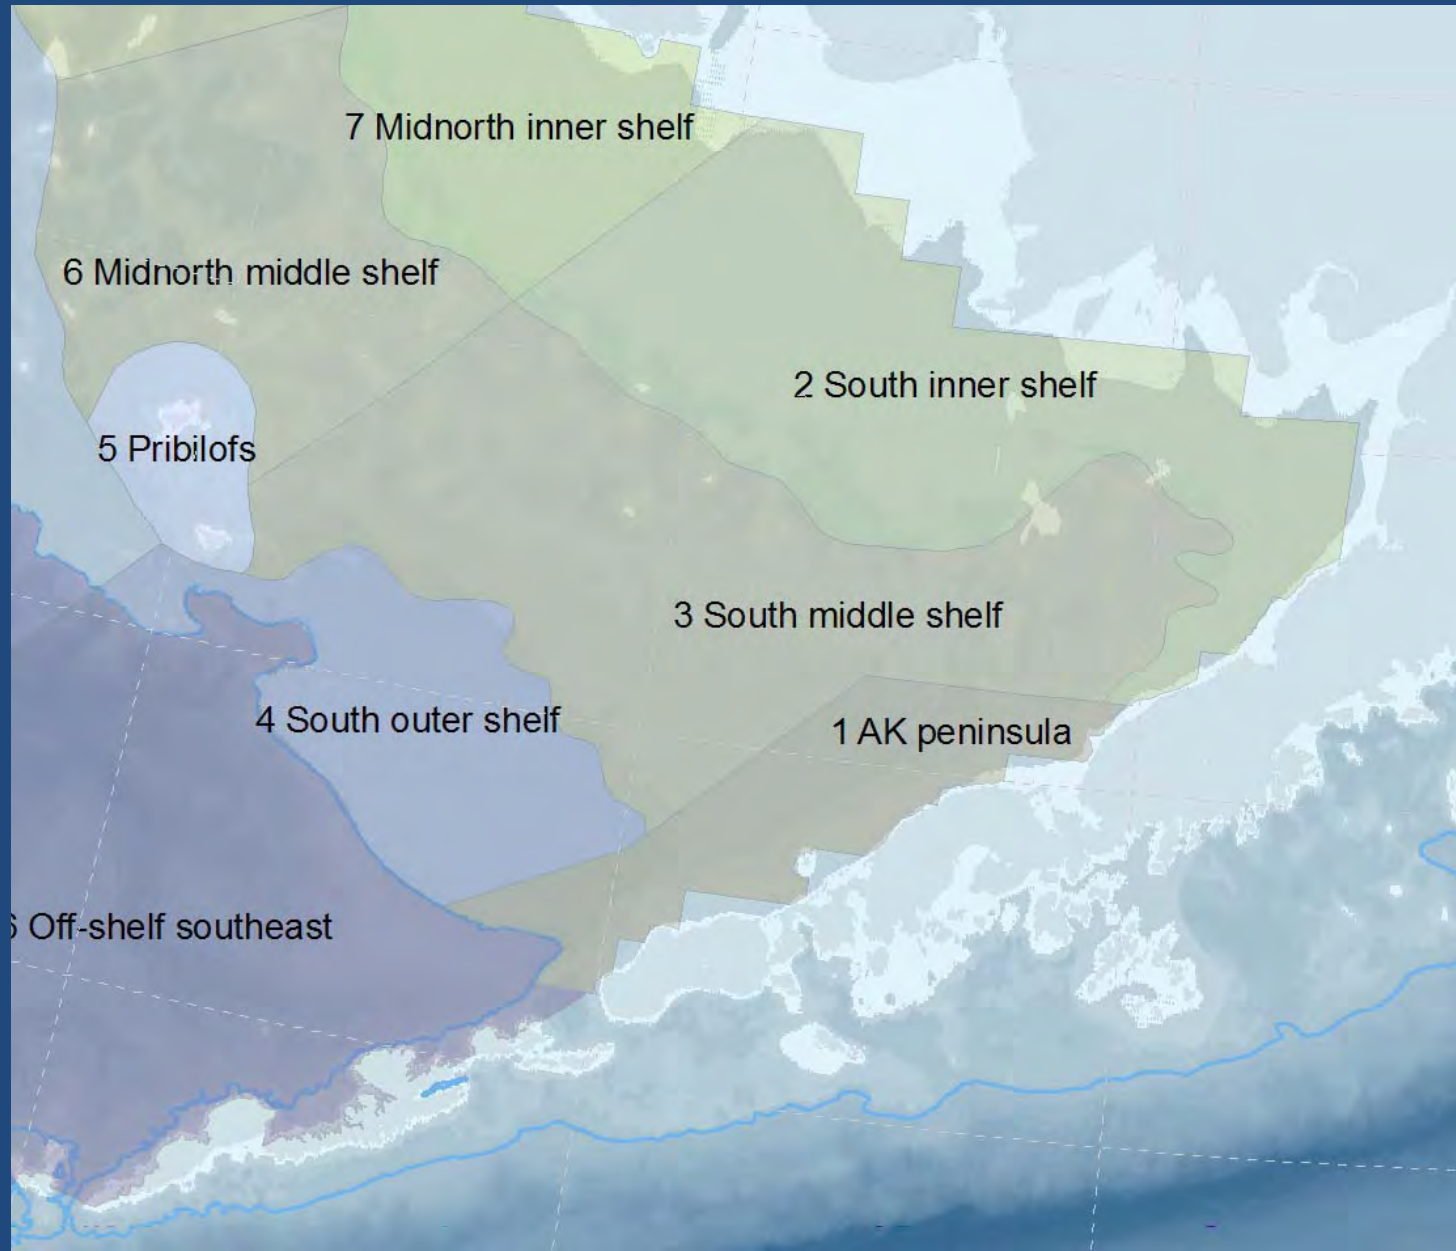 7 Midnorth inner shelf
6 Midnorth middle shelf
2 South inner shelf
5 Pribilofs
3 South middle shelf
4 South outer shelf
1 AK peninsula
6 Off-shelf southeast